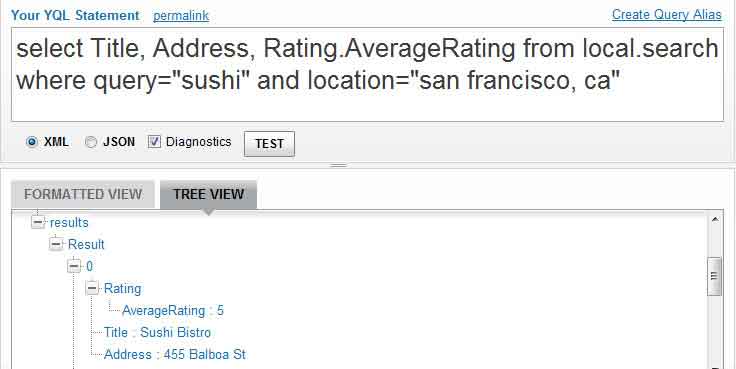 Your YQL Statement permalink Create Query Alias
select Title, Address, Rating.AverageRating from local.search
where query="sushi" and location="san francisco, ca"
XML JSON Diagnostics TEST
FORMATTED VIEW TREE VIEW
results
Result
0
Rating
AverageRating : 5
Title : Sushi Bistro
Address : 455 Balboa St